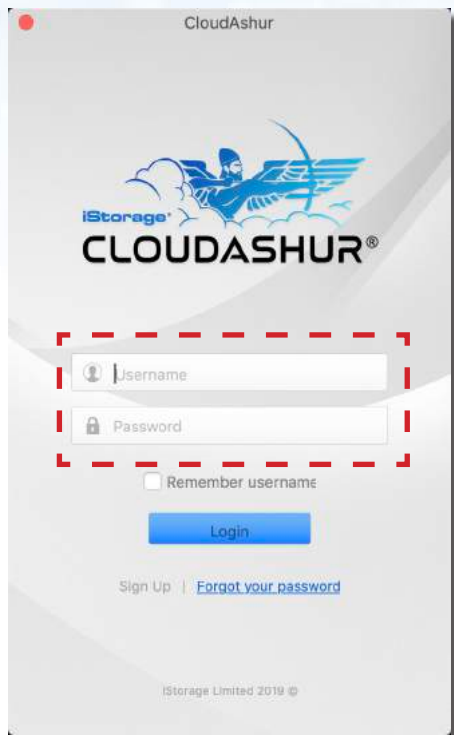 CloudAshur
iStorage®
CLOUDASHUR®
Username
Password
Remember username
Login
Sign Up | Forgot your password
iStorage Limited 2019 ©